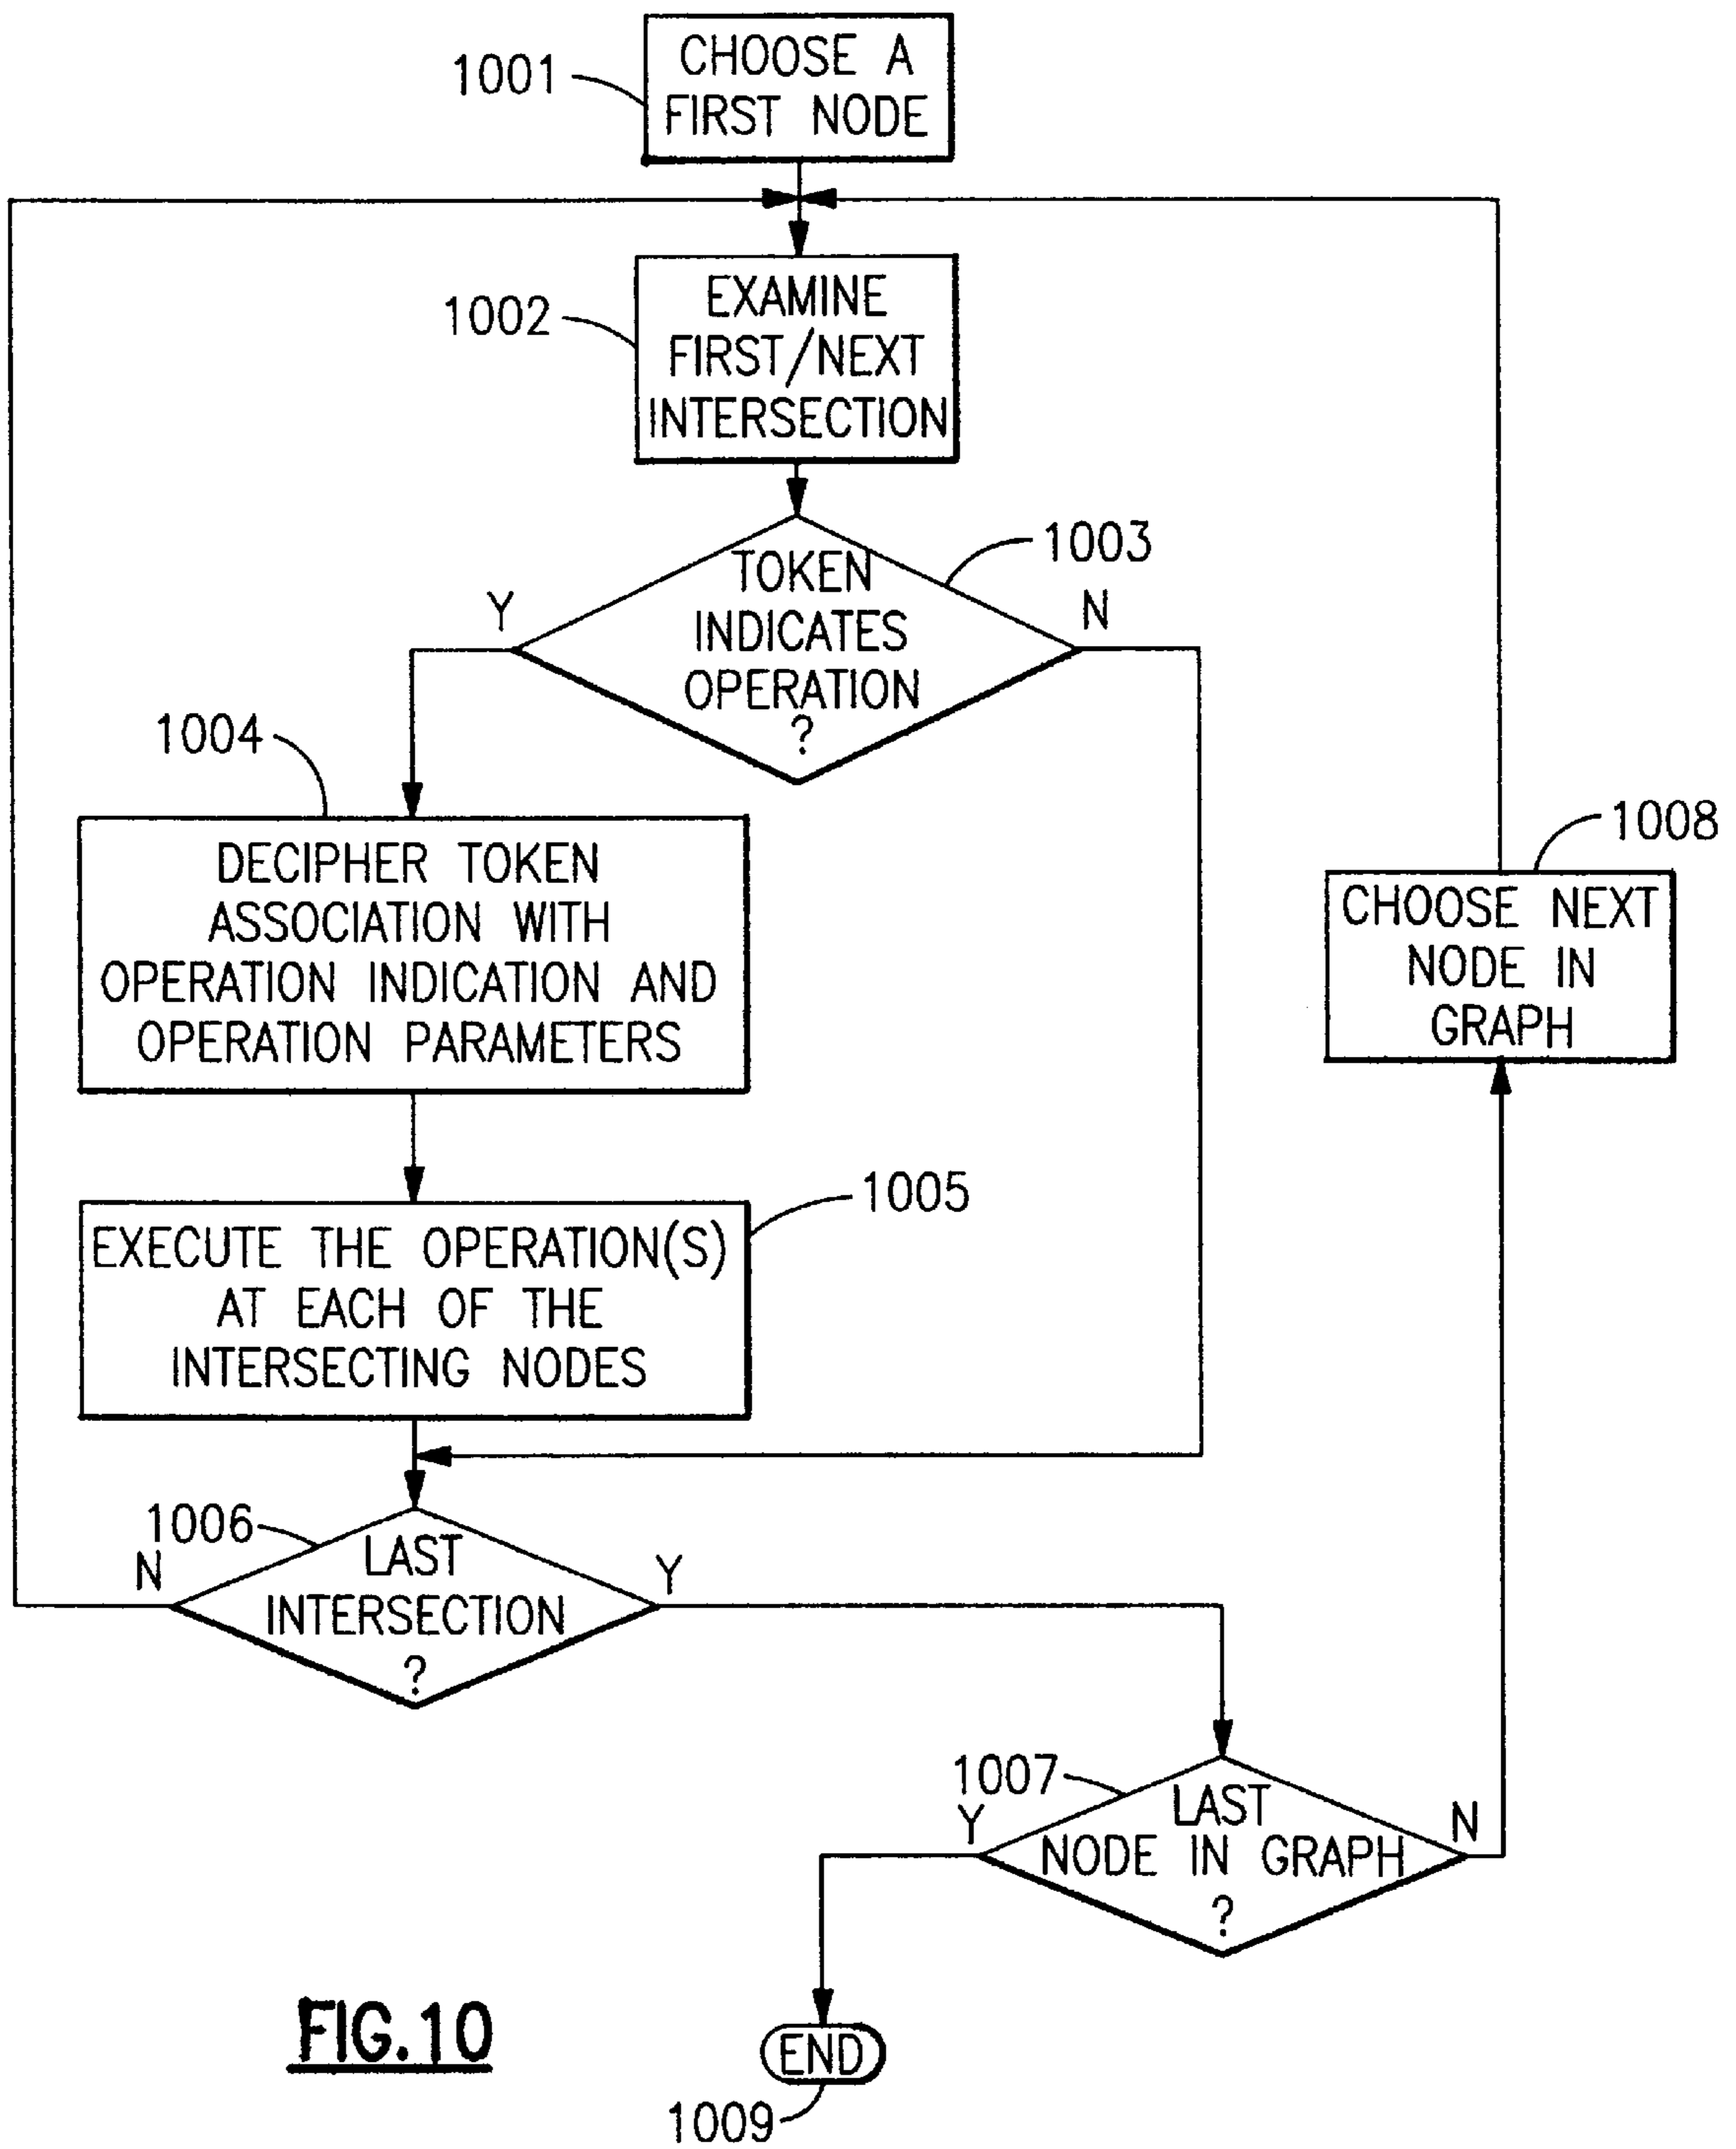 CHOOSE A
FIRST NODE
1001
EXAMINE
FIRST/NEXT
INTERSECTION
1002
TOKEN
INDICATES
OPERATION
?
1003
Y
N
1004
DECIPHER TOKEN
ASSOCIATION WITH
OPERATION INDICATION AND
OPERATION PARAMETERS
1008
CHOOSE NEXT
NODE IN
GRAPH
1005
EXECUTE THE OPERATION(S)
AT EACH OF THE
INTERSECTING NODES
1006
N
LAST
INTERSECTION
?
Y
1007
Y
LAST
NODE IN GRAPH
?
N
END
1009
FIG.10